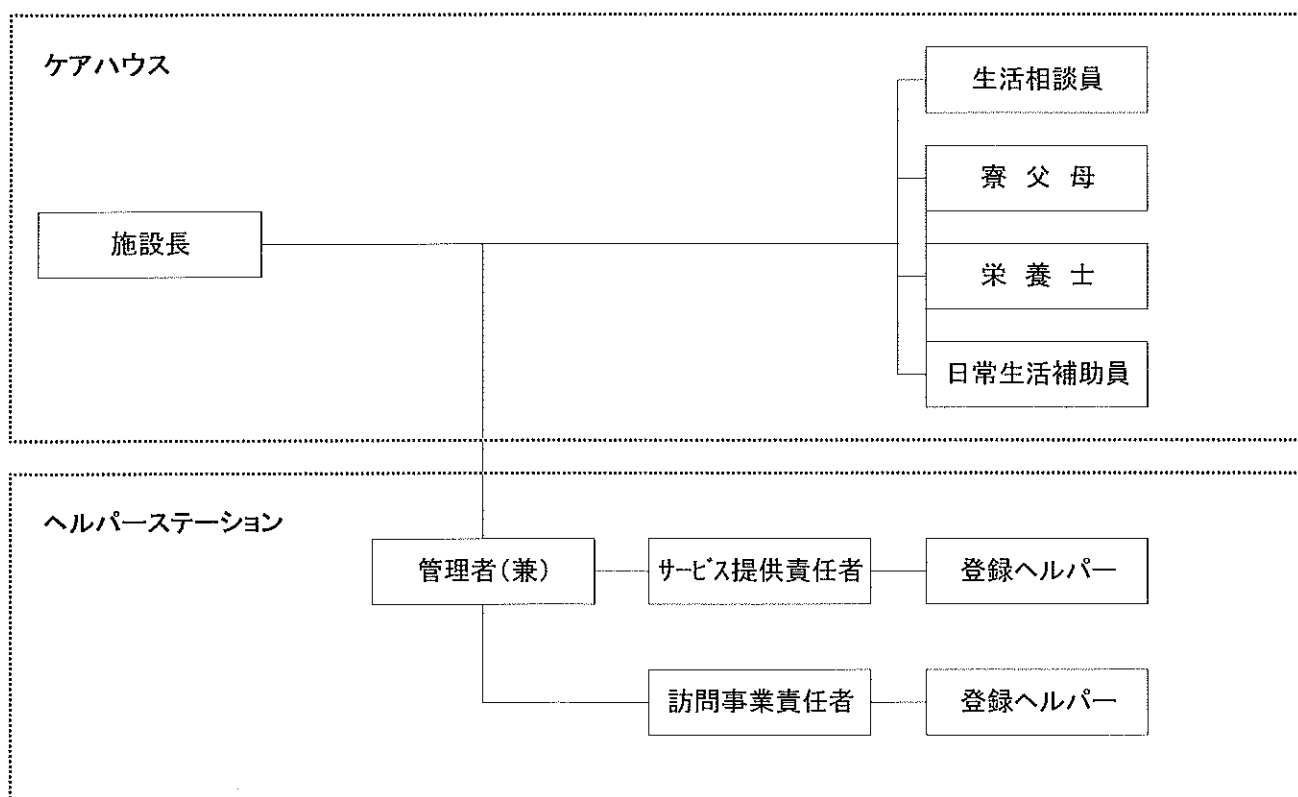 ケアハウス
生活相談員
寮 父 母
施設長
栄 養 士
日常生活補助員
ヘルパーステーション
管理者(兼)
サービス提供責任者
登録ヘルパー
訪問事業責任者
登録ヘルパー